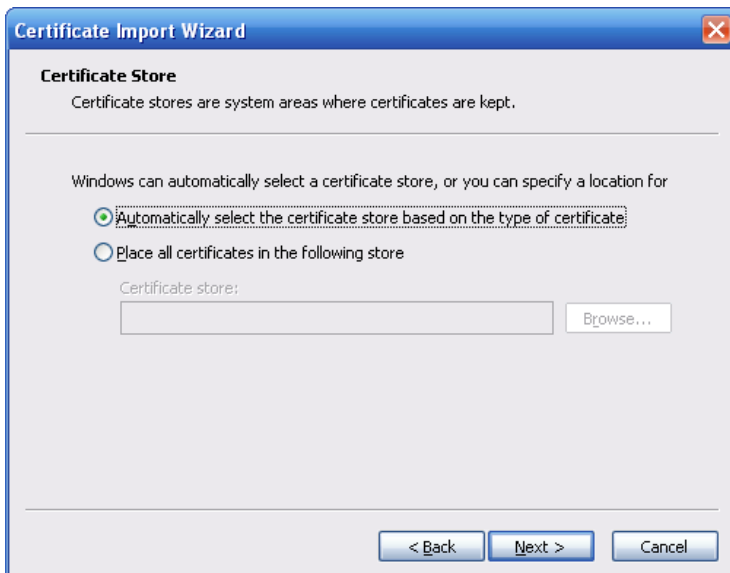 Certificate Import Wizard
Certificate Store
Certificate stores are system areas where certificates are kept.
Windows can automatically select a certificate store, or you can specify a location for
Automatically select the certificate store based on the type of certificate
Place all certificates in the following store
Certificate store:
Browse...
< Back Next > Cancel